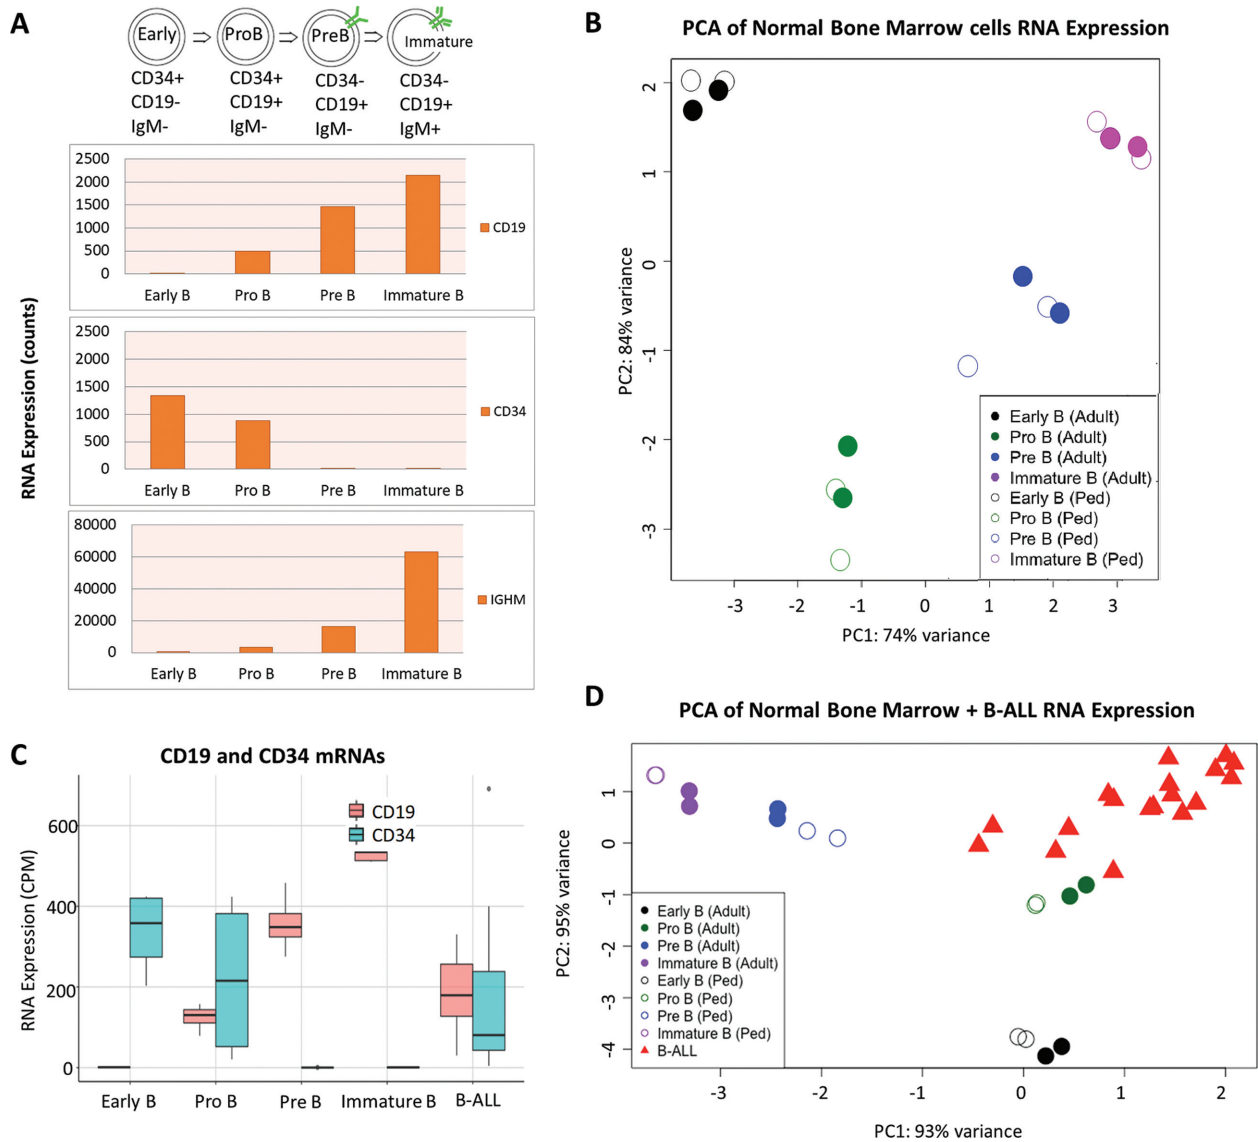 A
Early
ProB
PreB
Immature
CD34+
CD34+
CD34-
CD34-
CD19-
CD19+
CD19+
CD19+
IgM-
IgM-
IgM-
IgM+
RNA Expression (counts)
2500
2000
1500
1000
500
0
Early B
Pro B
Pre B
Immature B
CD19
2500
2000
1500
1000
500
0
Early B
Pro B
Pre B
Immature B
CD34
80000
60000
40000
20000
0
Early B
Pro B
Pre B
Immature B
IGHM
B
PCA of Normal Bone Marrow cells RNA Expression
PC2: 84% variance
2
1
0
-1
-2
-3
-3
-2
-1
0
1
2
3
PC1: 74% variance
Early B (Adult)
Pro B (Adult)
Pre B (Adult)
Immature B (Adult)
Early B (Ped)
Pro B (Ped)
Pre B (Ped)
Immature B (Ped)
C
CD19 and CD34 mRNAs
RNA Expression (CPM)
600
400
200
0
CD19
CD34
Early B
Pro B
Pre B
Immature B
B-ALL
D
PCA of Normal Bone Marrow + B-ALL RNA Expression
PC2: 95% variance
1
0
-1
-2
-3
-4
Early B (Adult)
Pro B (Adult)
Pre B (Adult)
Immature B (Adult)
Early B (Ped)
Pro B (Ped)
Pre B (Ped)
Immature B (Ped)
B-ALL
-3
-2
-1
0
1
2
PC1: 93% variance